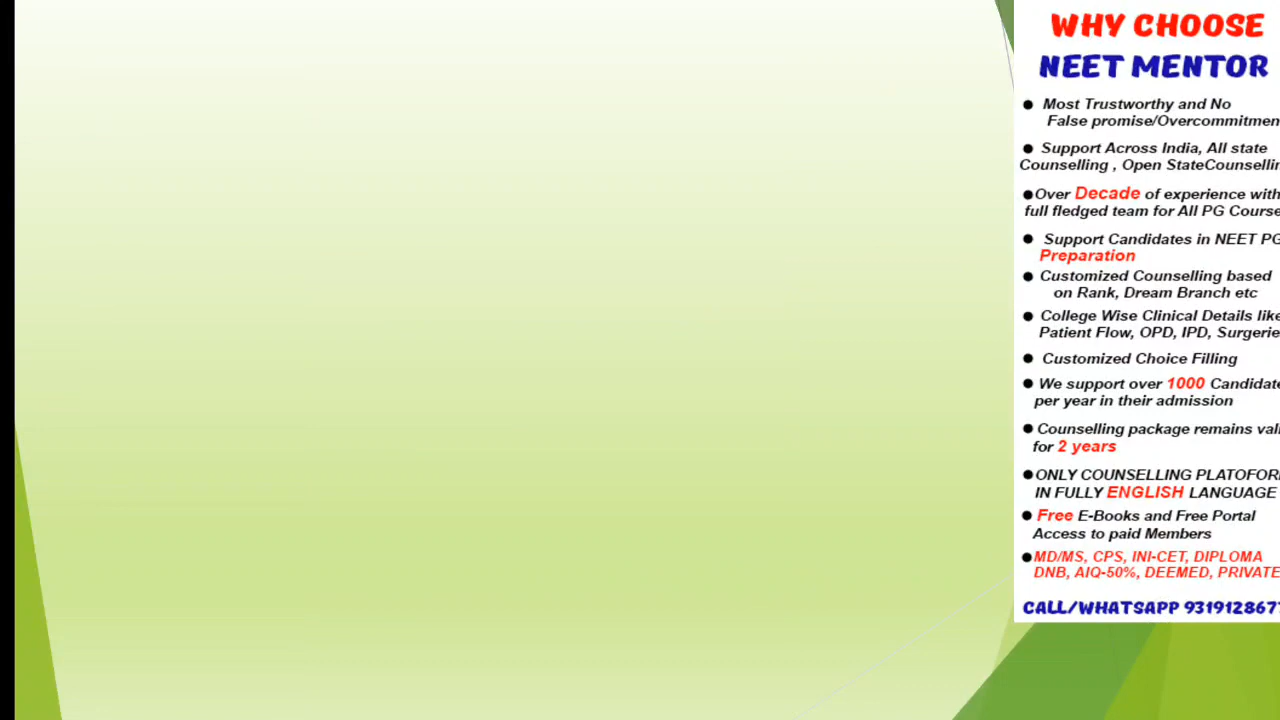 WHY CHOOSE
NEET MENTOR
● Most Trustworthy and No
False promise/Overcommitmen
● Support Across India, All state
Counselling , Open StateCounsellin
●Over Decade of experience with
full fledged team for All PG Course
● Support Candidates in NEET PG
Preparation
● Customized Counselling based
on Rank, Dream Branch etc
● College Wise Clinical Details like
Patient Flow, OPD, IPD, Surgerie
● Customized Choice Filling
● We support over 1000 Candidate
per year in their admission
● Counselling package remains vali
for 2 years
●ONLY COUNSELLING PLATOFOR
IN FULLY ENGLISH LANGUAGE
● Free E-Books and Free Portal
Access to paid Members
●MD/MS, CPS, INI-CET, DIPLOMA
DNB, AIQ-50%, DEEMED, PRIVATE
CALL/WHATSAPP 931912867